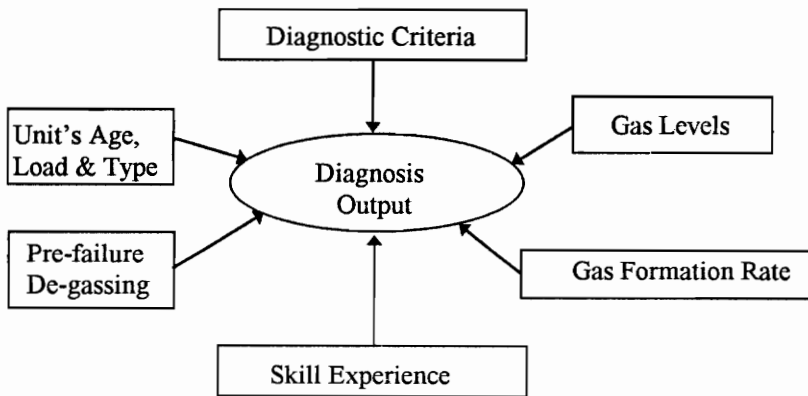 Diagnostic Criteria
Unit's Age,
Load & Type
Gas Levels
Diagnosis
Output
Pre-failure
De-gassing
Gas Formation Rate
Skill Experience